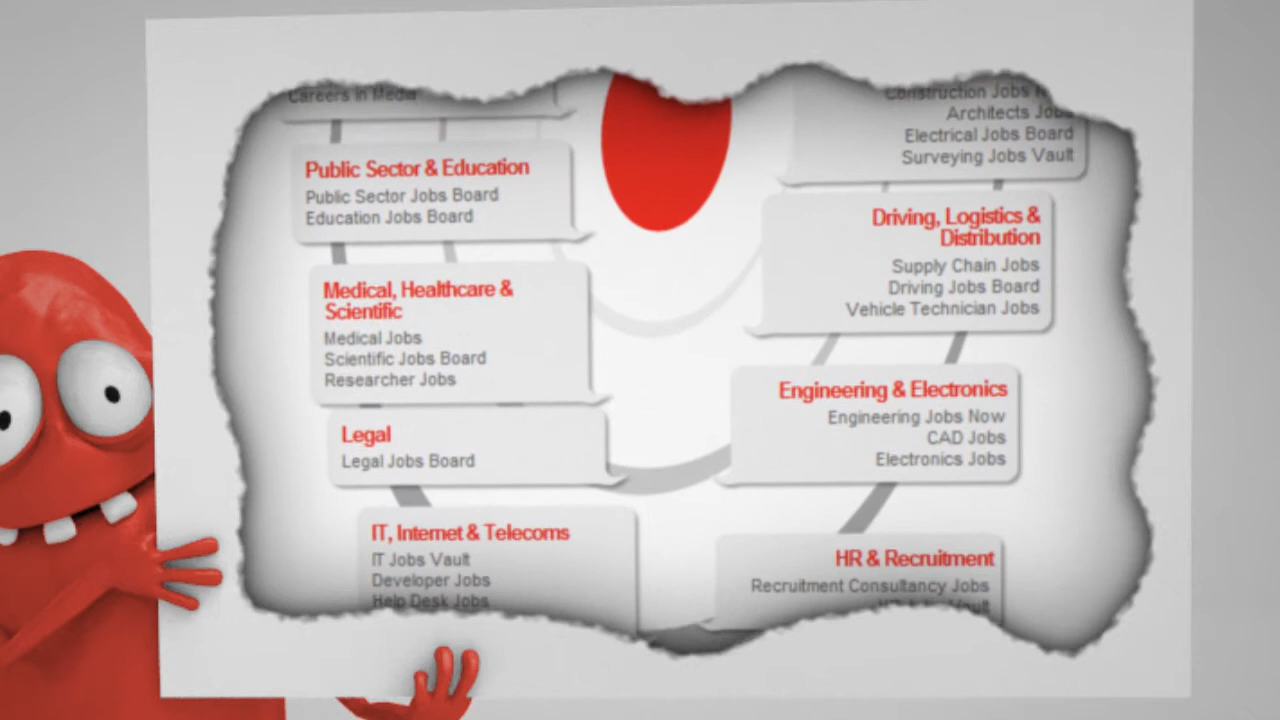 Careers in Media
Public Sector & Education
Public Sector Jobs Board
Education Jobs Board
Medical, Healthcare &
Scientific
Medical Jobs
Scientific Jobs Board
Researcher Jobs
Legal
Legal Jobs Board
IT, Internet & Telecoms
IT Jobs Vault
Developer Jobs
Help Desk Jobs
Construction Jobs
Architects Jobs
Electrical Jobs Board
Surveying Jobs Vault
Driving, Logistics &
Distribution
Supply Chain Jobs
Driving Jobs Board
Vehicle Technician Jobs
Engineering & Electronics
Engineering Jobs Now
CAD Jobs
Electronics Jobs
HR & Recruitment
Recruitment Consultancy Jobs